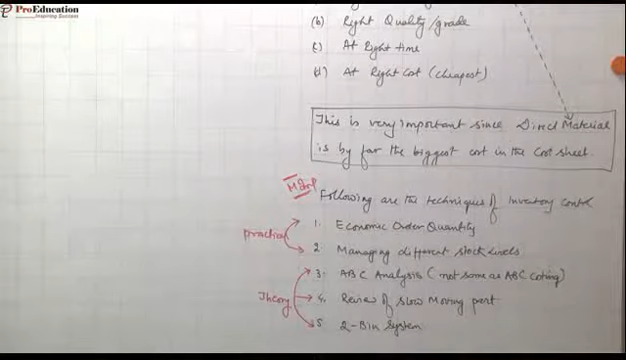 ProEducation
Inspiring Success
(b) Right Quality/grade
(c) At Right time
(d) At Right Cost (cheapest)
This is very important since Direct Material
is by far the biggest cost in the Cost sheet.
Following are the techniques of Inventory control
Practical
1. Economic Order Quantity
2. Managing different stock levels
3. ABC Analysis (not same as ABC Costing)
Theory
4. Review of Slow Moving part
5. 2-Bin System